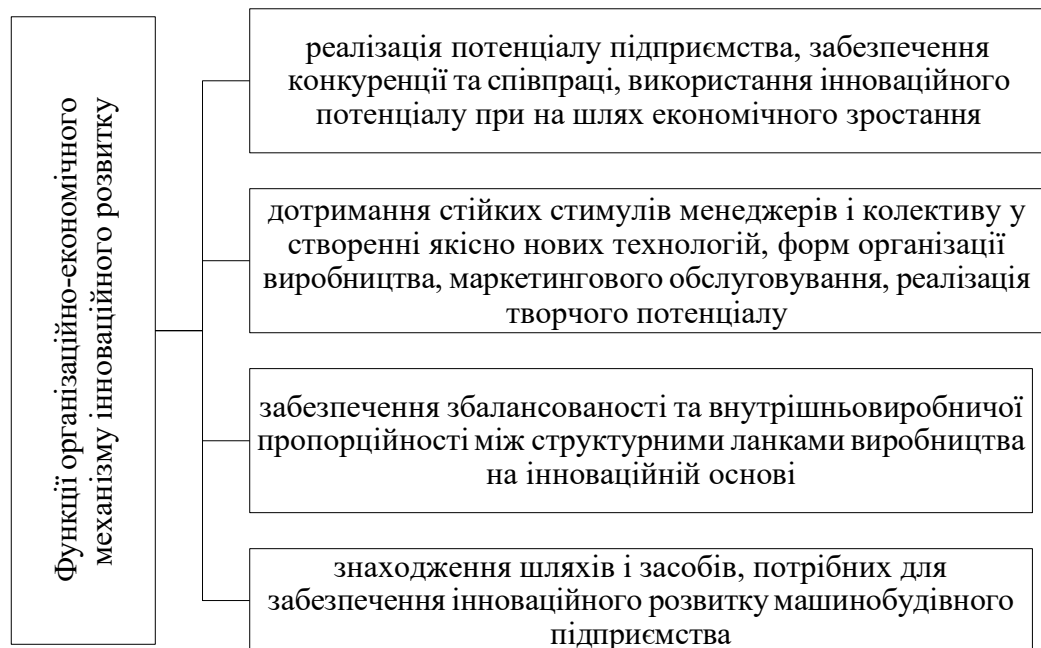 Функції організаційно-економічного
механізму інноваційного розвитку
реалізація потенціалу підприємства, забезпечення
конкуренції та співпраці, використання інноваційного
потенціалу при на шлях економічного зростання
дотримання стійких стимулів менеджерів і колективу у
створенні якісно нових технологій, форм організації
виробництва, маркетингового обслуговування, реалізація
творчого потенціалу
забезпечення збалансованості та внутрішньовиробничої
пропорційності між структурними ланками виробництва
на інноваційній основі
знаходження шляхів і засобів, потрібних для
забезпечення інноваційного розвитку машинобудівного
підприємства